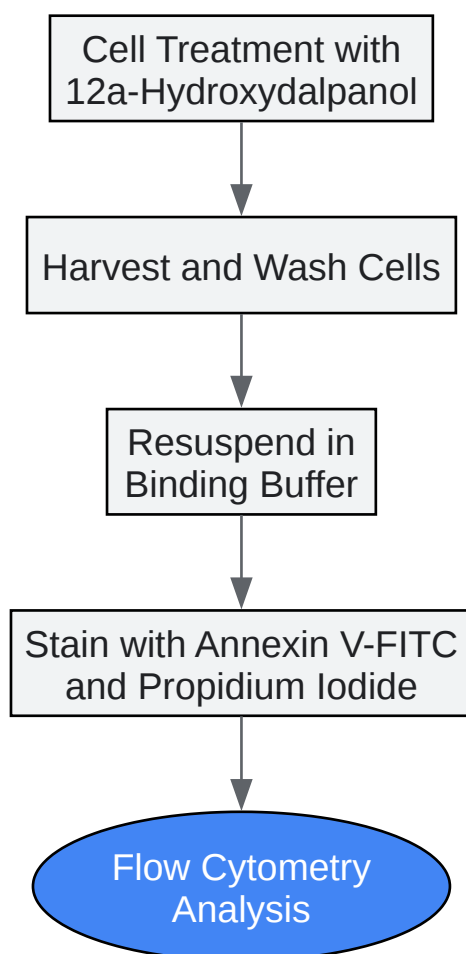 Cell Treatment with
12a-Hydroxydalpanol
Harvest and Wash Cells
Resuspend in
Binding Buffer
Stain with Annexin V-FITC
and Propidium Iodide
Flow Cytometry
Analysis